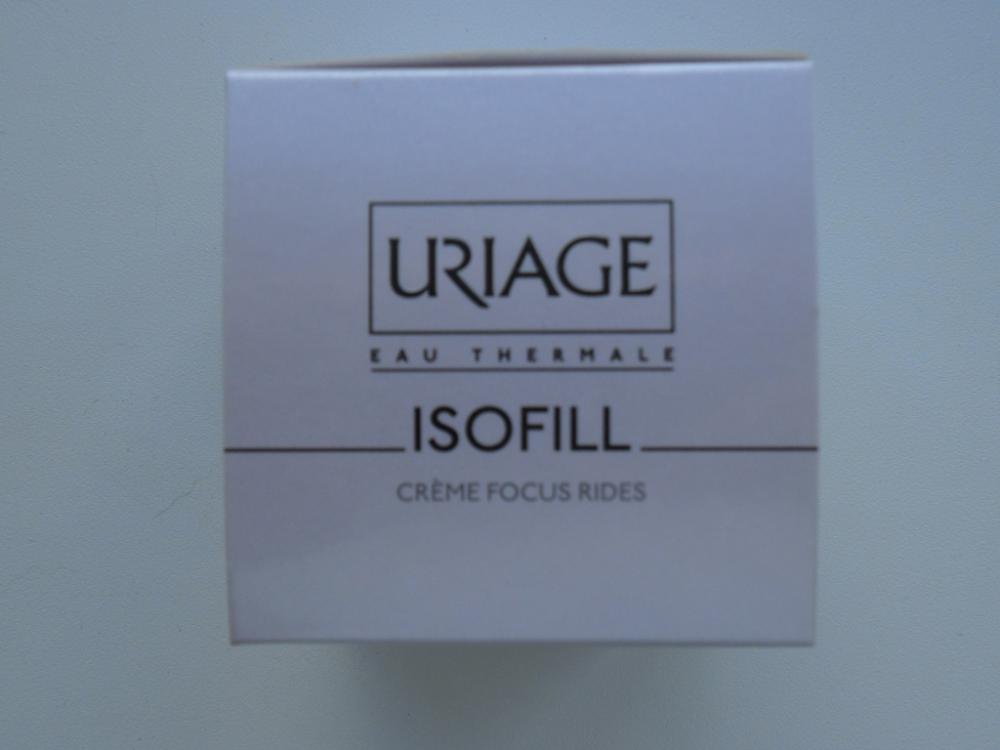 URIAGE
EAU THERMALE
ISOFILL
CRÈME FOCUS RIDES